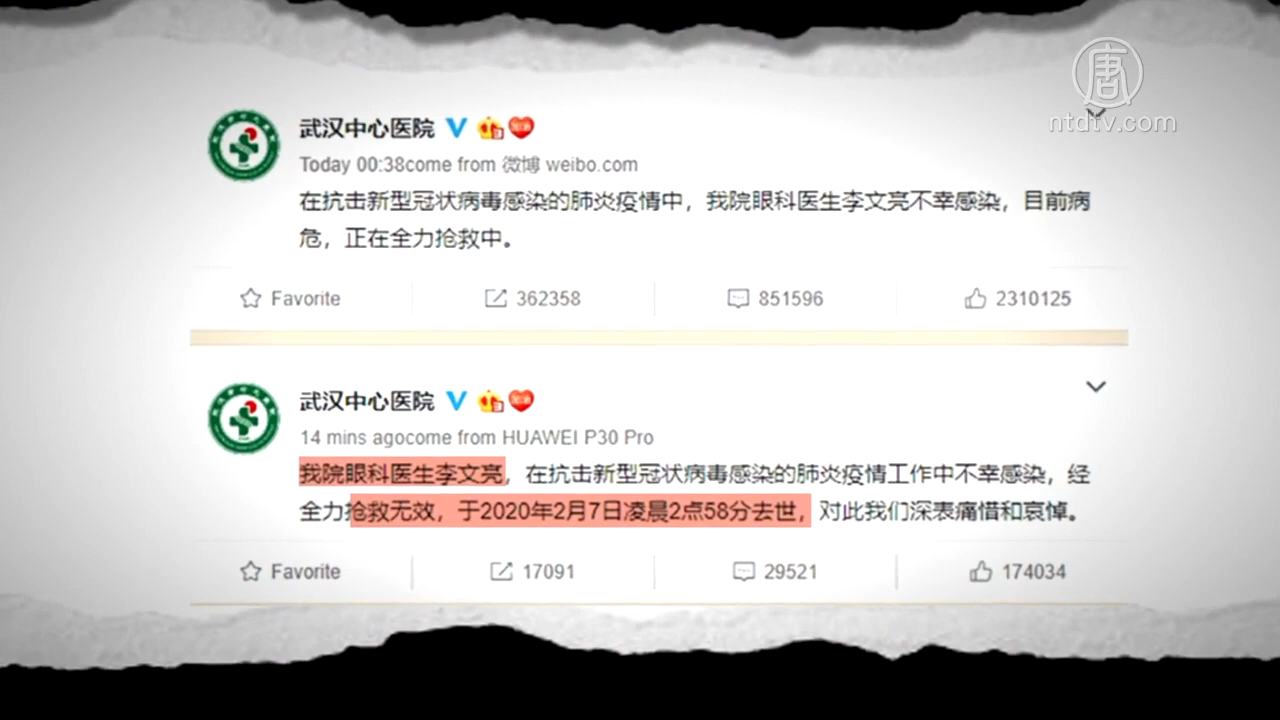 唐
ntdtv.com
武汉中心医院
Today 00:38come from 微博 weibo.com
在抗击新型冠状病毒感染的肺炎疫情中，我院眼科医生李文亮不幸感染，目前病
危，正在全力抢救中。
Favorite 362358 851596 2310125
武汉中心医院
14 mins agocome from HUAWEI P30 Pro
我院眼科医生李文亮，在抗击新型冠状病毒感染的肺炎疫情工作中不幸感染，经
全力抢救无效，于2020年2月7日凌晨2点58分去世，对此我们深表痛惜和哀悼。
Favorite 17091 29521 174034